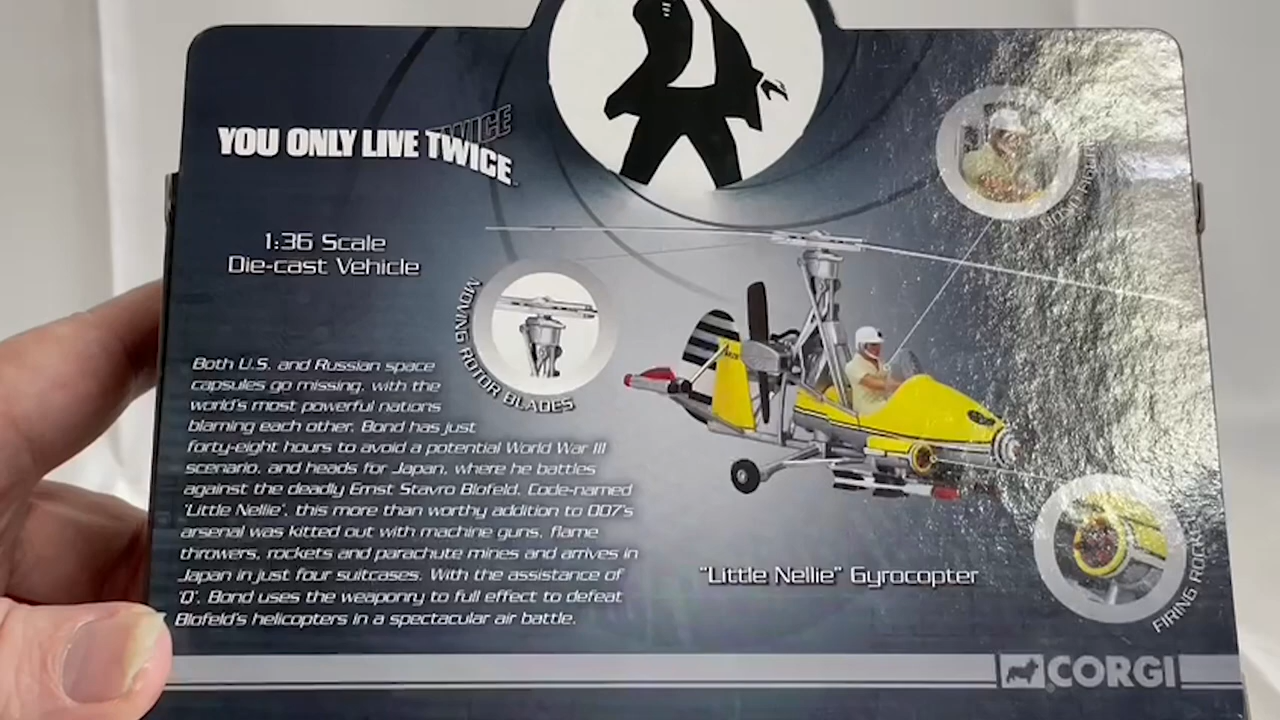 YOU ONLY LIVE TWICE
1:36 Scale
Die-cast Vehicle
MOVING ROTOR BLADES
Both U.S. and Russian space
capsules go missing, with the
world's most powerful nations
blaming each other. Bond has just
forty-eight hours to avoid a potential World War III
scenario, and heads for Japan, where he battles
against the deadly Ernst Stavro Blofeld. Code-named
'Little Nellie', this more than worthy addition to 007's
arsenal was kitted out with machine guns, flame
throwers, rockets and parachute mines and arrives in
Japan in just four suitcases. With the assistance of
'Q', Bond uses the weaponry to full effect to defeat
Blofeld's helicopters in a spectacular air battle.
"Little Nellie" Gyrocopter
FIRING
CORGI